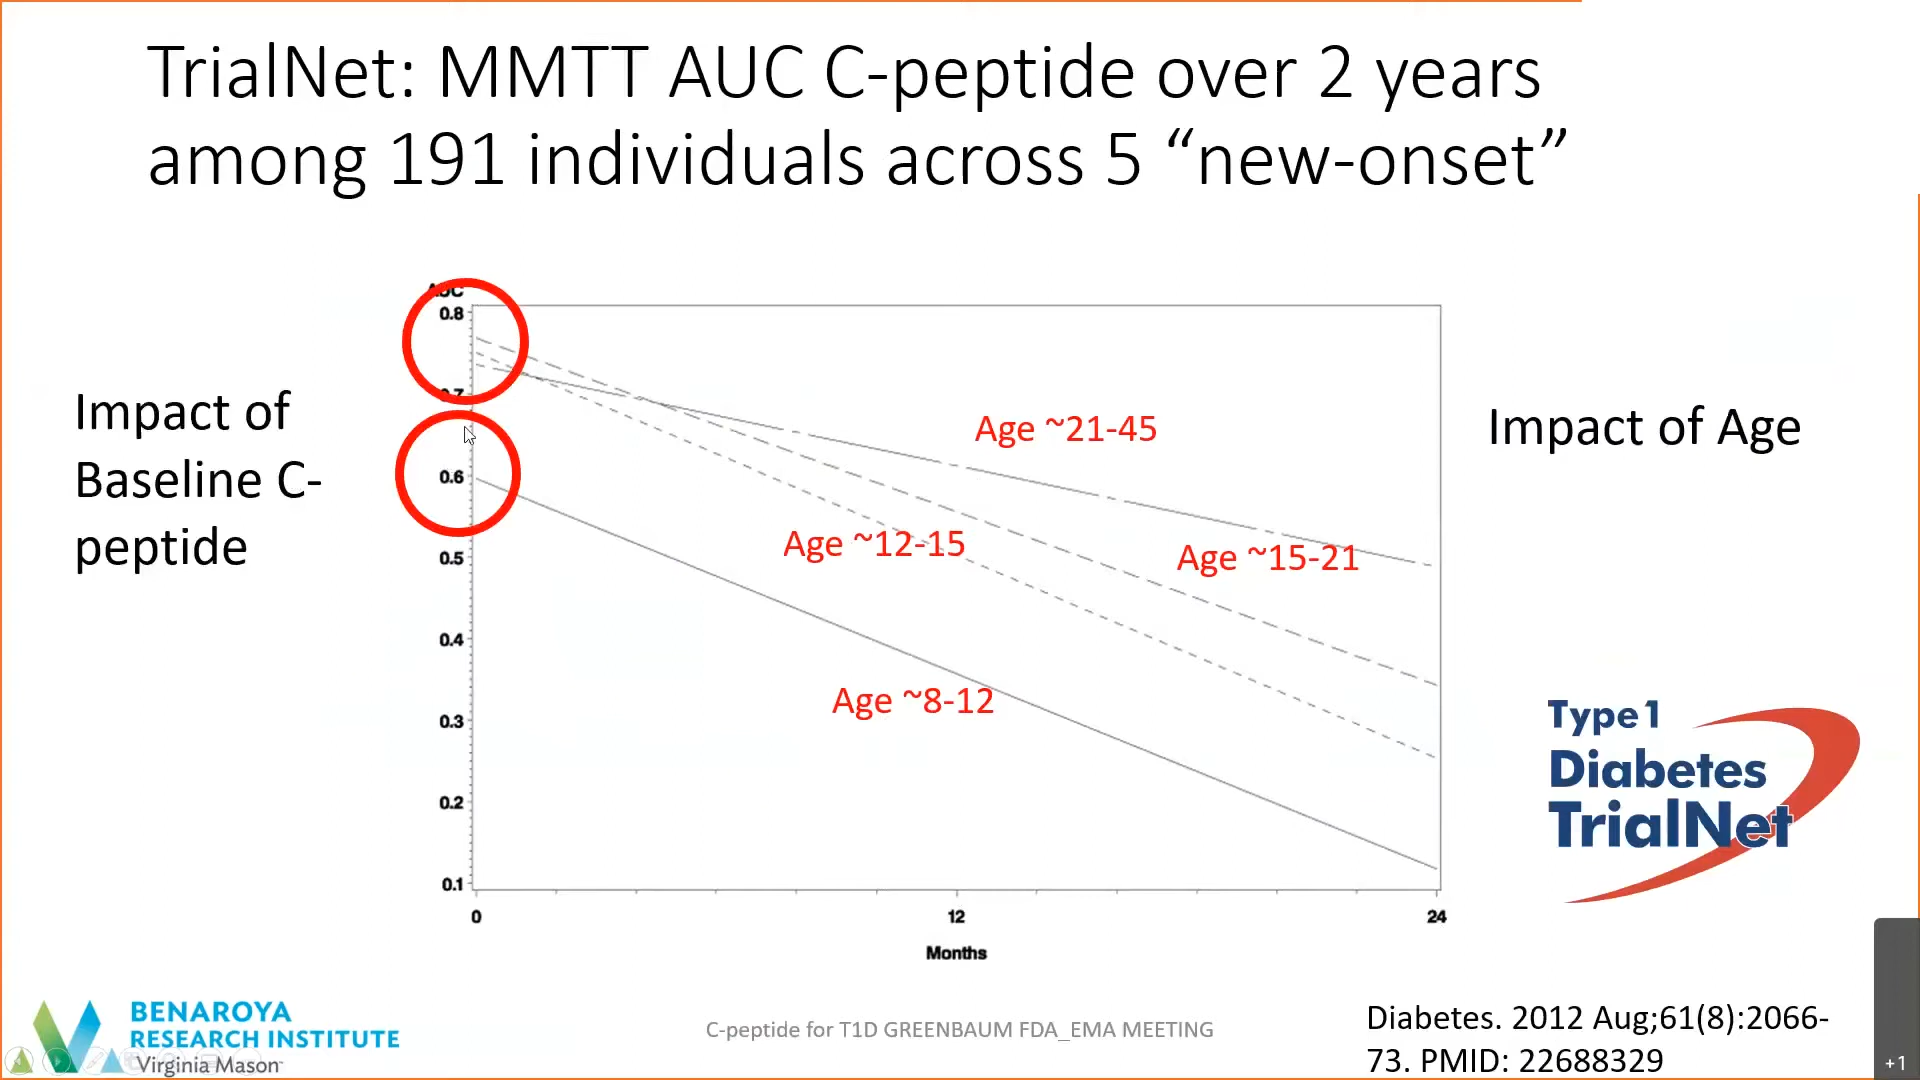 TrialNet: MMTT AUC C-peptide over 2 years
among 191 individuals across 5 “new-onset”
AUC
0.8
0.7
0.6
0.5
0.4
0.3
0.2
0.1
0
12
24
Months
Impact of
Baseline C-
peptide
Age ~21-45
Age ~12-15
Age ~15-21
Age ~8-12
Impact of Age
Type 1
Diabetes
TrialNet
BENAROYA
RESEARCH INSTITUTE
Virginia Mason
C-peptide for T1D GREENBAUM FDA_EMA MEETING
Diabetes. 2012 Aug;61(8):2066-
73. PMID: 22688329
+1